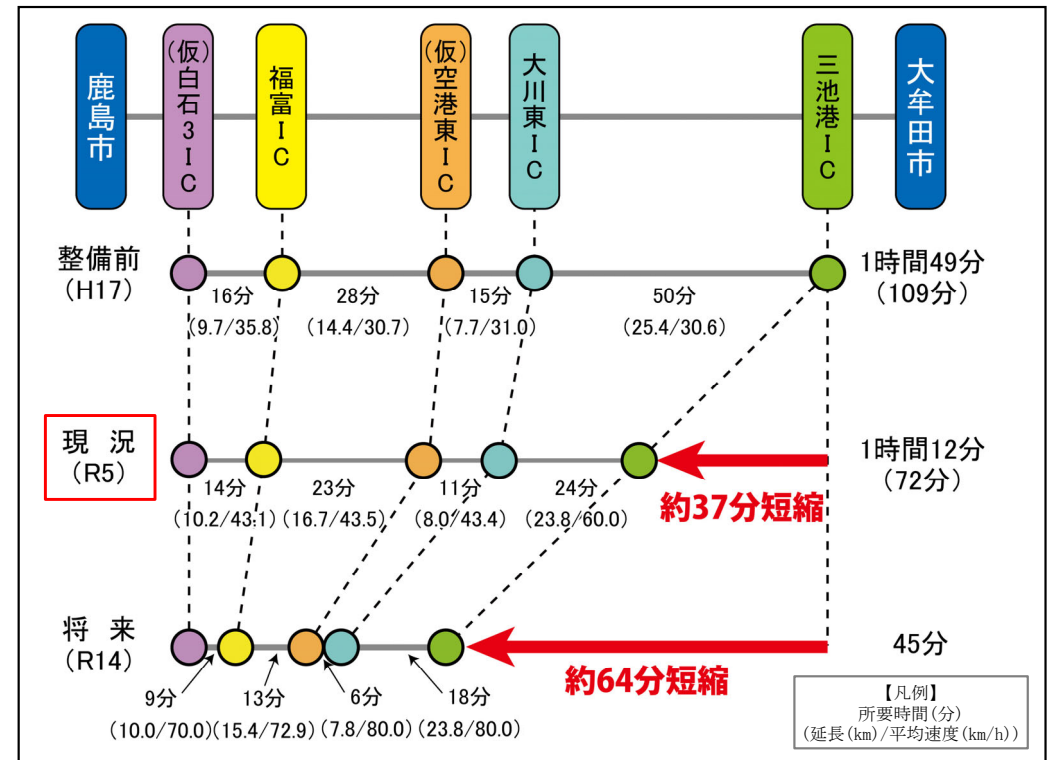 鹿島市
(仮)白石3IC
福富IC
(仮)空港東IC
大川東IC
三池港IC
大牟田市
整備前
(H17)
16分
28分
15分
50分
(9.7/35.8)
(14.4/30.7)
(7.7/31.0)
(25.4/30.6)
1時間49分
(109分)
現　況
(R5)
14分
23分
11分
24分
(10.2/43.1)
(16.7/43.5)
(8.0/43.4)
(23.8/60.0)
約37分短縮
1時間12分
(72分)
将　来
(R14)
9分
13分
6分
18分
(10.0/70.0)
(15.4/72.9)
(7.8/80.0)
(23.8/80.0)
約64分短縮
45分
【凡例】
所要時間(分)
(延長(km)/平均速度(km/h))